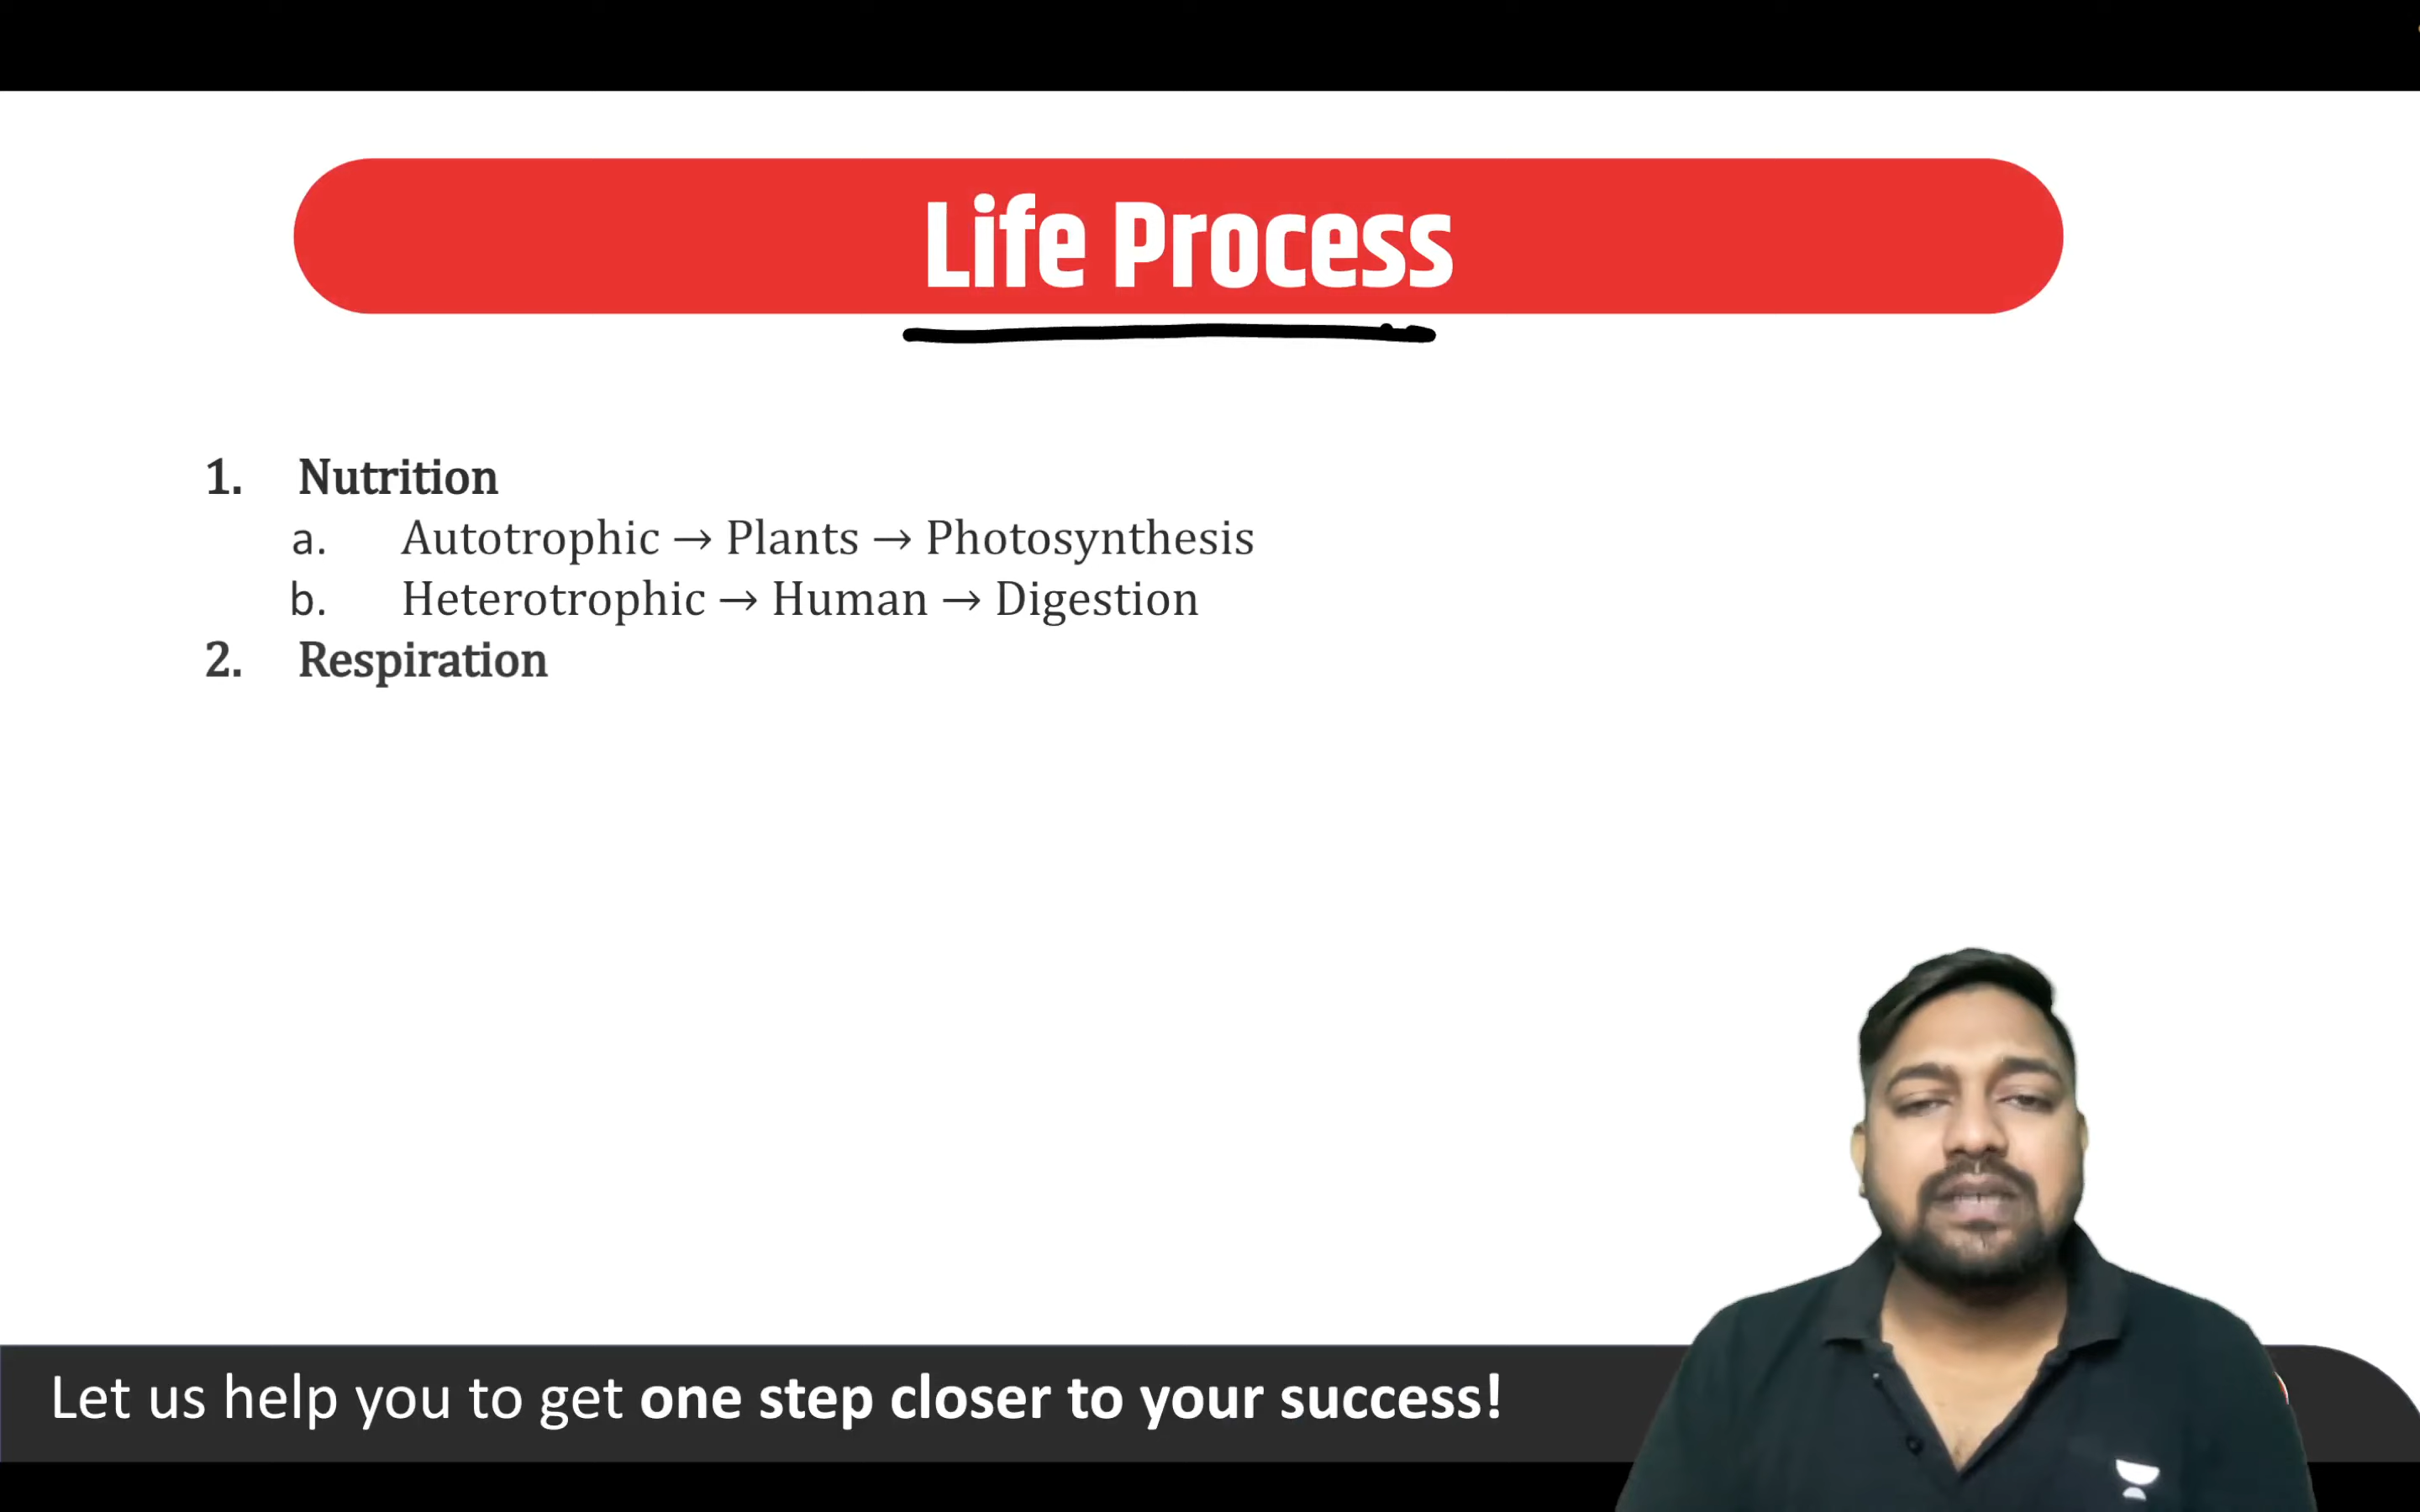 Life Process
1. Nutrition
a. Autotrophic → Plants → Photosynthesis
b. Heterotrophic → Human → Digestion
2. Respiration
Let us help you to get one step closer to your success!